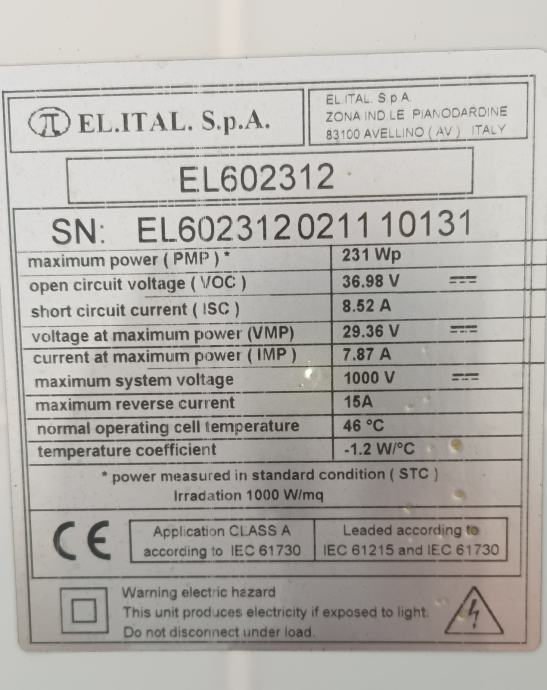 EL.ITAL. S.p.A.
EL.ITAL. S.p.A.
ZONA IND.LE PIANODARDINE
83100 AVELLINO ( AV ) ITALY
EL602312
SN: EL602312021110131
maximum power ( PMP ) * 231 Wp
open circuit voltage ( VOC ) 36.98 V
short circuit current ( ISC ) 8.52 A
voltage at maximum power (VMP) 29.36 V
current at maximum power ( IMP ) 7.87 A
maximum system voltage 1000 V
maximum reverse current 15A
normal operating cell temperature 46 °C
temperature coefficient -1.2 W/°C
* power measured in standard condition ( STC )
Irradation 1000 W/mq
CE
Application CLASS A
according to IEC 61730
Leaded according to
IEC 61215 and IEC 61730
Warning electric hazard
This unit produces electricity if exposed to light.
Do not disconnect under load.